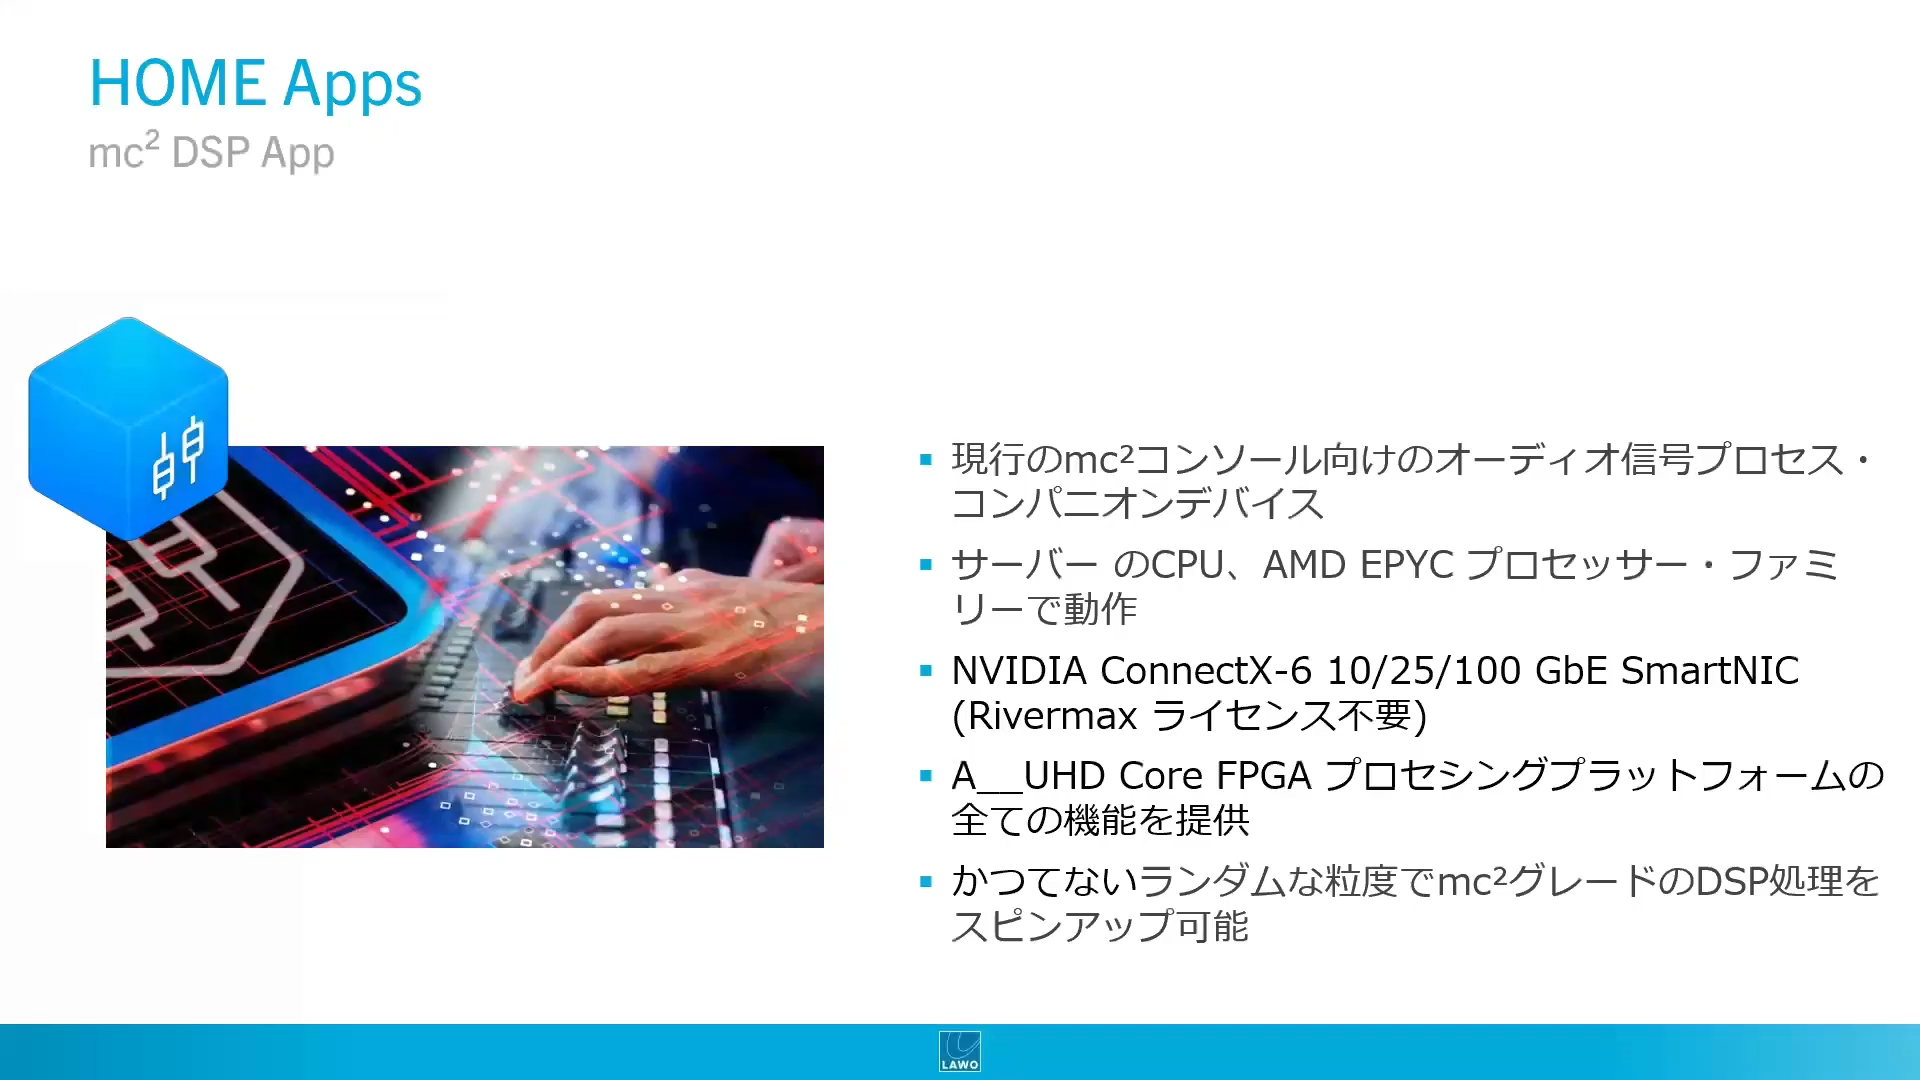 HOME Apps
mc² DSP App
現行のmc²コンソール向けのオーディオ信号プロセス・
コンパニオンデバイス
サーバー のCPU、AMD EPYC プロセッサー・ファミ
リーで動作
NVIDIA ConnectX-6 10/25/100 GbE SmartNIC
(Rivermax ライセンス不要)
A__UHD Core FPGA プロセシングプラットフォームの
全ての機能を提供
かつてないランダムな粒度でmc²グレードのDSP処理を
スピンアップ可能
LAWO